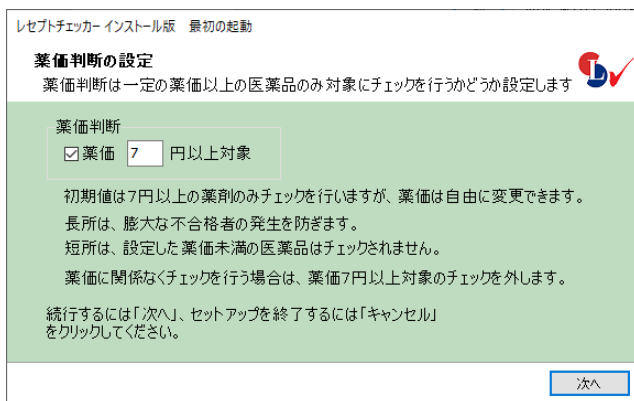 レセプトチェッカー インストール版　最初の起動
薬価判断の設定
薬価判断は一定の薬価以上の医薬品のみ対象にチェックを行うかどうか設定します
薬価判断
薬価 7 円以上対象
初期値は7円以上の薬剤のみチェックを行いますが、薬価は自由に変更できます。
長所は、膨大な不合格者の発生を防ぎます。
短所は、設定した薬価未満の医薬品はチェックされません。
薬価に関係なくチェックを行う場合は、薬価7円以上対象のチェックを外します。
続行するには「次へ」、セットアップを終了するには「キャンセル」
をクリックしてください。
次へ